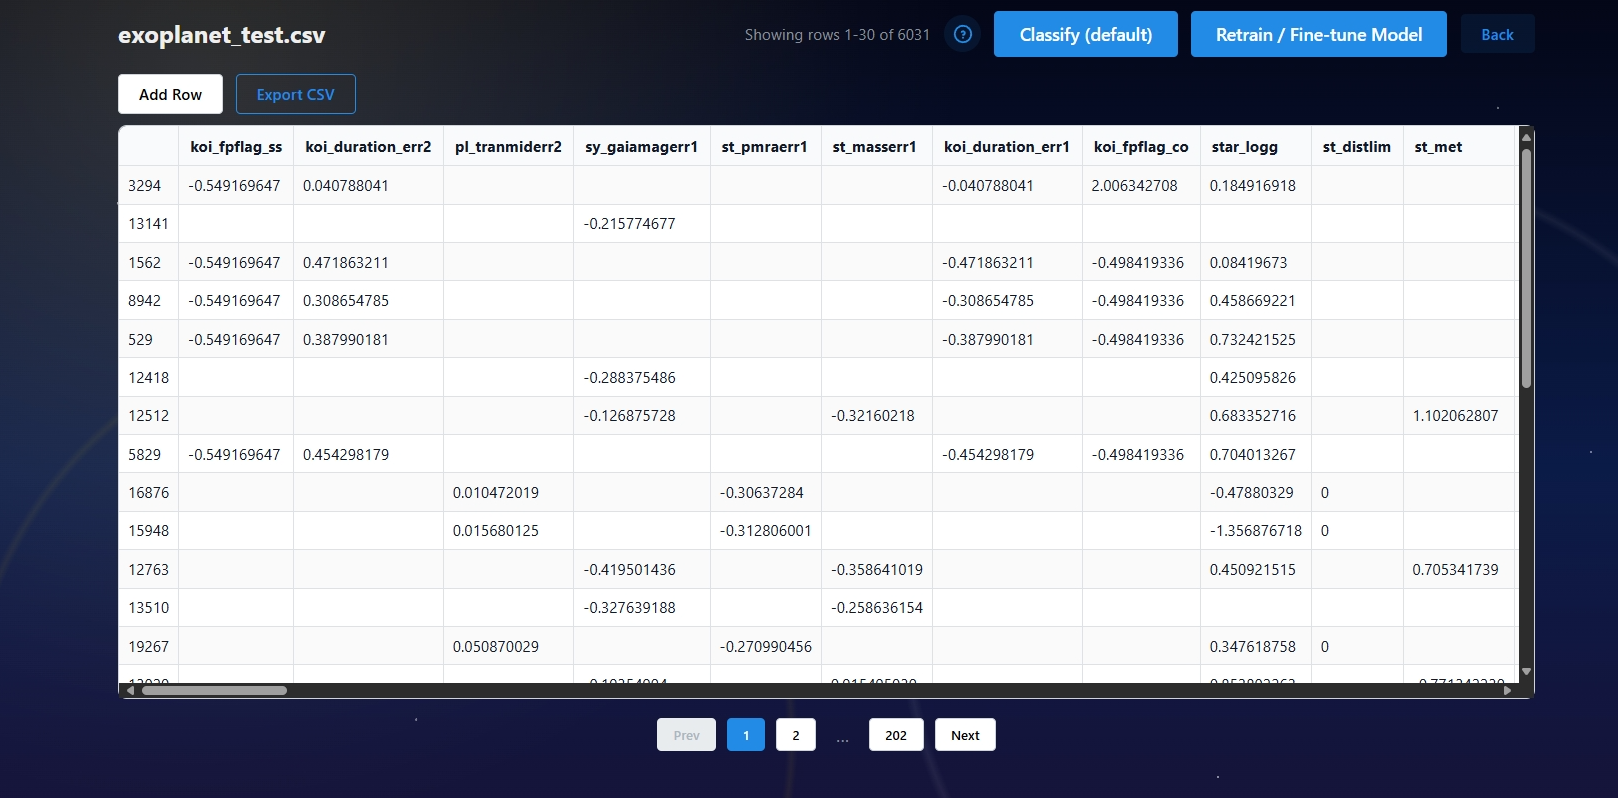 exoplanet_test.csv
Showing rows 1-30 of 6031
?
Classify (default)
Retrain / Fine-tune Model
Back
Add Row
Export CSV
koi_fpflag_ss koi_duration_err2 pl_tranmiderr2 sy_gaiamagerr1 st_pmraerr1 st_masserr1 koi_duration_err1 koi_fpflag_co star_logg st_distlim st_met
3294 -0.549169647 0.040788041 -0.040788041 2.006342708 0.184916918
13141 -0.215774677
1562 -0.549169647 0.471863211 -0.471863211 -0.498419336 0.08419673
8942 -0.549169647 0.308654785 -0.308654785 -0.498419336 0.458669221
529 -0.549169647 0.387990181 -0.387990181 -0.498419336 0.732421525
12418 -0.288375486 0.425095826
12512 -0.126875728 -0.32160218 0.683352716 1.102062807
5829 -0.549169647 0.454298179 -0.454298179 -0.498419336 0.704013267
16876 0.010472019 -0.30637284 -0.47880329 0
15948 0.015680125 -0.312806001 -1.356876718 0
12763 -0.419501436 -0.358641019 0.450921515 0.705341739
13510 -0.327639188 -0.258636154
19267 0.050870029 -0.270990456 0.347618758 0
Prev 1 2 ... 202 Next